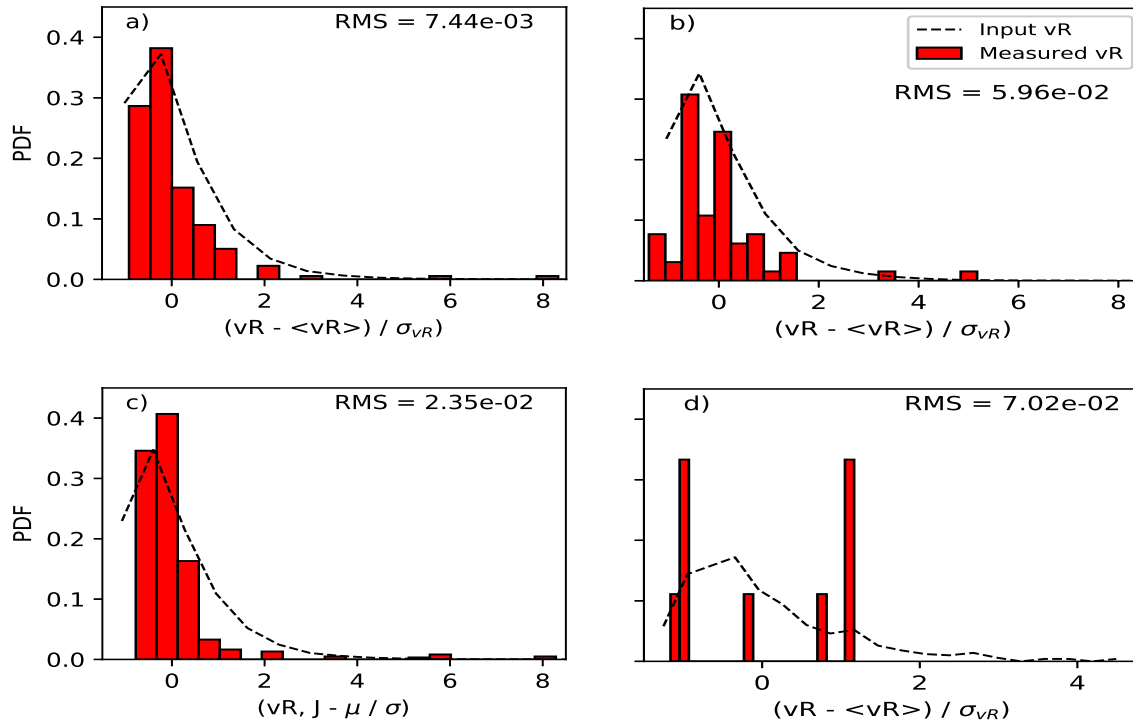 a)
RMS = 7.44e-03
PDF
0.4
0.3
0.2
0.1
0.0
0 2 4 6 8
(vR - <vR>) / σvR)
b)
Input vR
Measured vR
RMS = 5.96e-02
0 2 4 6 8
(vR - <vR>) / σvR)
c)
RMS = 2.35e-02
PDF
0.4
0.3
0.2
0.1
0.0
0 2 4 6 8
(vR, J - μ / σ)
d)
RMS = 7.02e-02
0 2 4
(vR - <vR>) / σvR)